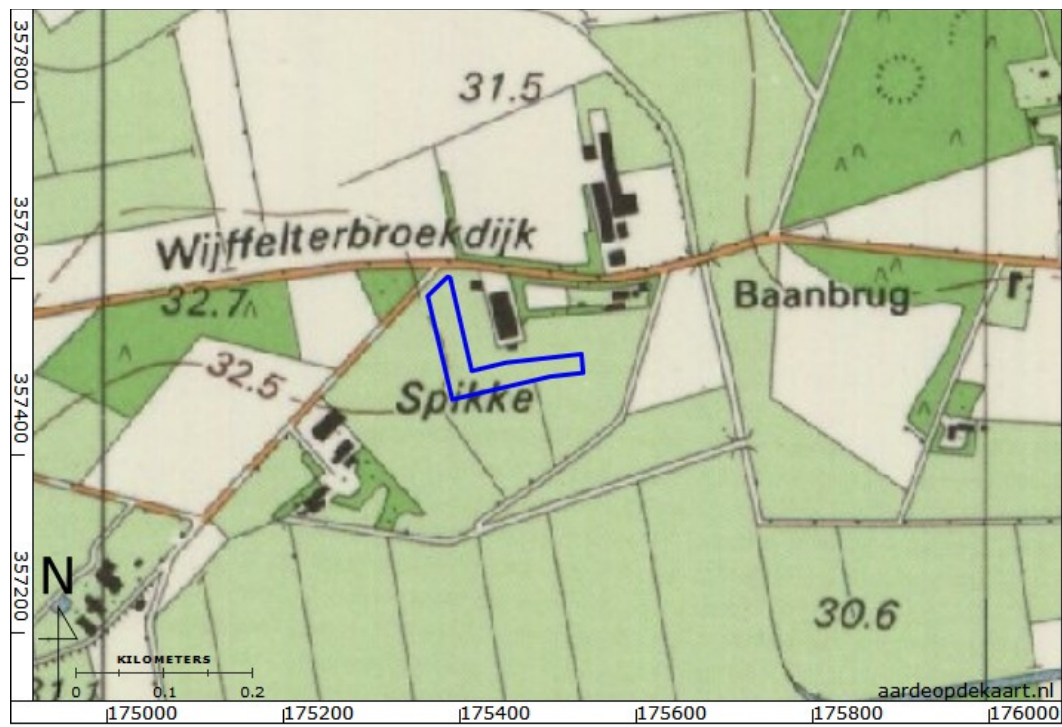 357800
31.5
357600
Wijffelterbroekdijk
32.7
Baanbrug
32.5
Spikke
357400
N
357200
30.6
KILOMETERS
0 0.1 0.2
aardeopdekaart.nl
175000 175200 175400 175600 175800 176000